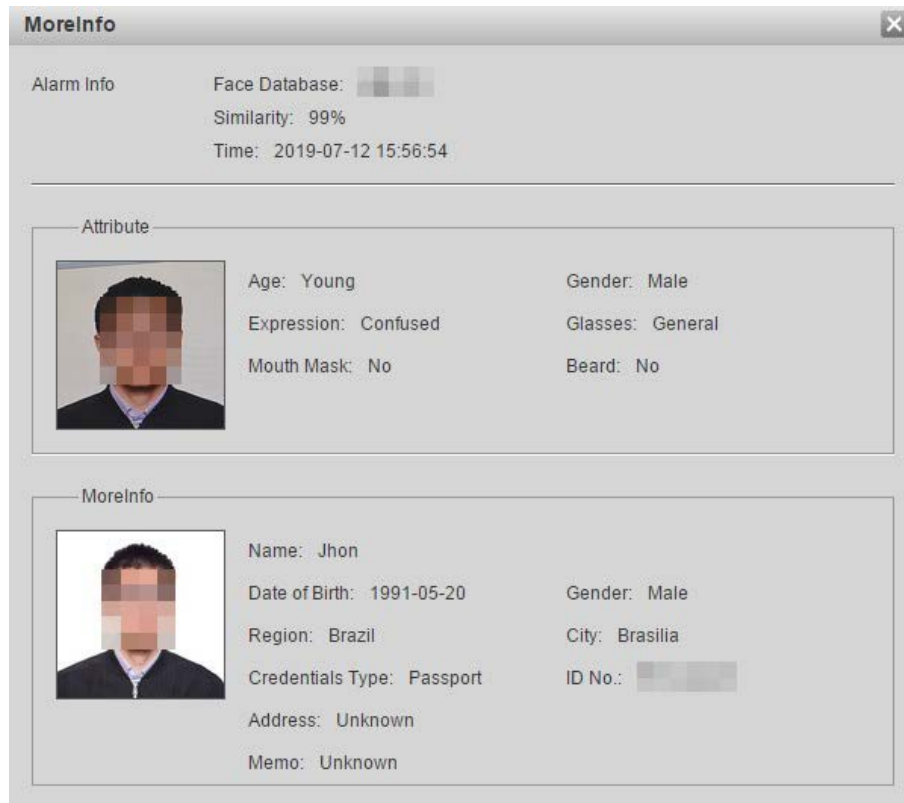 MoreInfo
Alarm Info Face Database:
Similarity: 99%
Time: 2019-07-12 15:56:54
Attribute
Age: Young Gender: Male
Expression: Confused Glasses: General
Mouth Mask: No Beard: No
MoreInfo
Name: Jhon
Date of Birth: 1991-05-20 Gender: Male
Region: Brazil City: Brasilia
Credentials Type: Passport ID No.:
Address: Unknown
Memo: Unknown